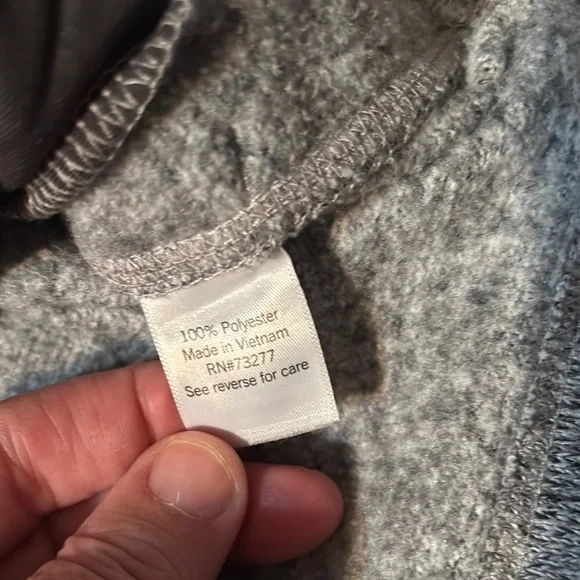 100% Polyester
Made in Vietnam
RN#73277
See reverse for care